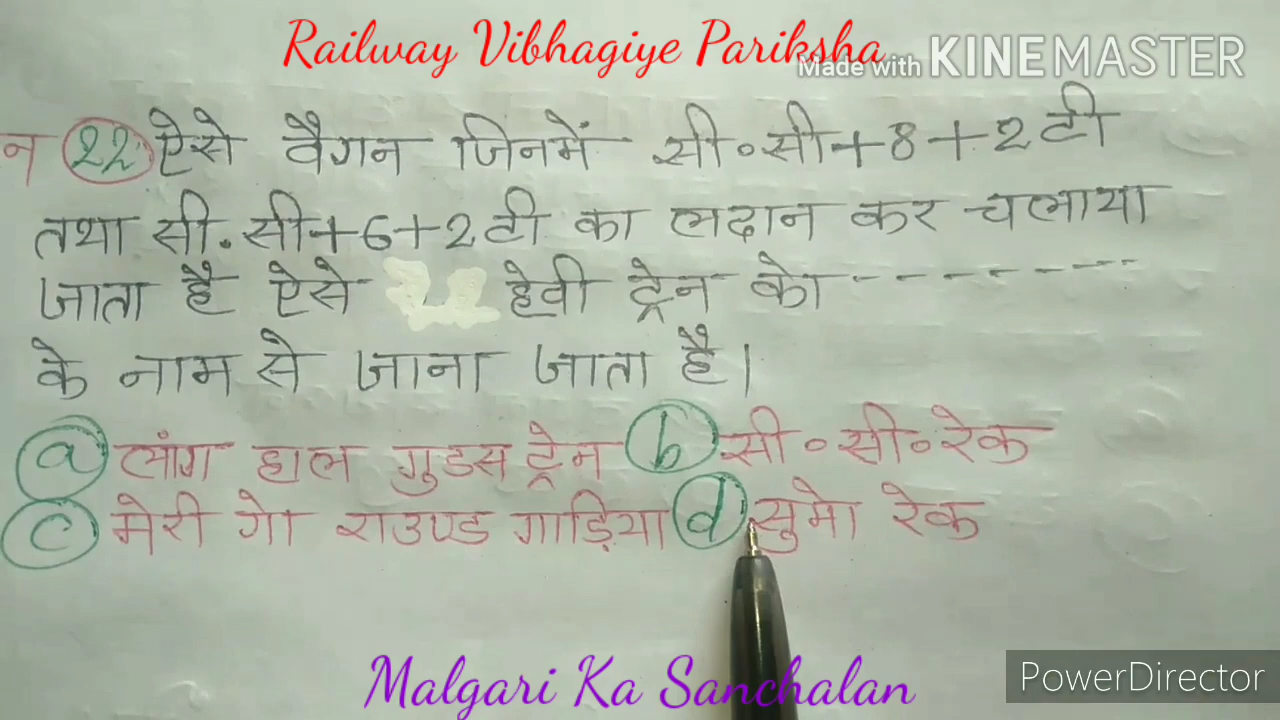 Railway Vibhagiye Pariksha
Made with KINEMASTER
न 22 ऐसे वैगन जिनमें सी॰सी+8+2टी
तथा सी.सी+6+2टी का लदान कर चलाया
जाता है ऐसे हेवी ट्रेन को -------
के नाम से जाना जाता है।
a लांग हाल गुडस ट्रेन b सी॰सी॰रेक
c मेरी गो राउण्ड गाड़िया d सुमो रेक
Malgari Ka Sanchalan
PowerDirector